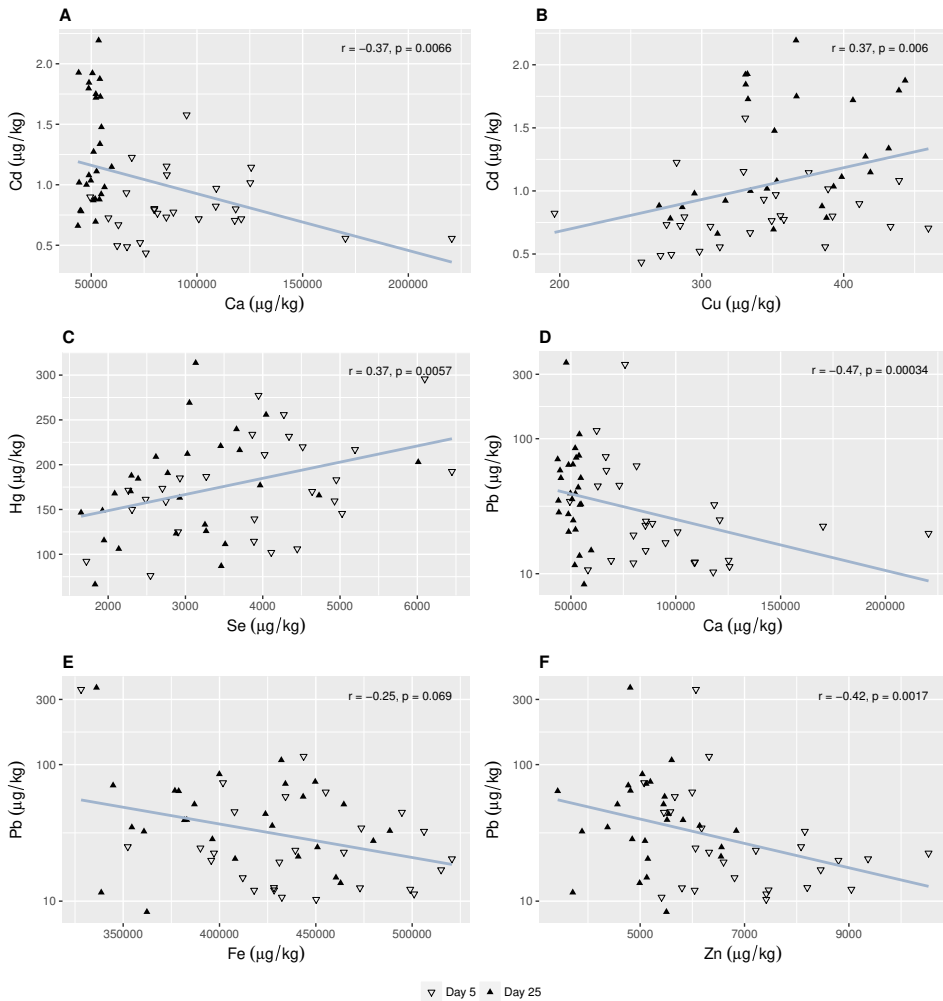 A
r = −0.37, p = 0.0066
Cd (μg/kg)
2.0
1.5
1.0
0.5
50000 100000 150000 200000
Ca (μg/kg)
B
r = 0.37, p = 0.006
Cd (μg/kg)
2.0
1.5
1.0
0.5
200 300 400
Cu (μg/kg)
C
r = 0.37, p = 0.0057
Hg (μg/kg)
300
250
200
150
100
2000 3000 4000 5000 6000
Se (μg/kg)
D
r = −0.47, p = 0.00034
Pb (μg/kg)
300
100
10
50000 100000 150000 200000
Ca (μg/kg)
E
r = −0.25, p = 0.069
Pb (μg/kg)
300
100
10
350000 400000 450000 500000
Fe (μg/kg)
F
r = −0.42, p = 0.0017
Pb (μg/kg)
300
100
10
5000 7000 9000
Zn (μg/kg)
Day 5 Day 25